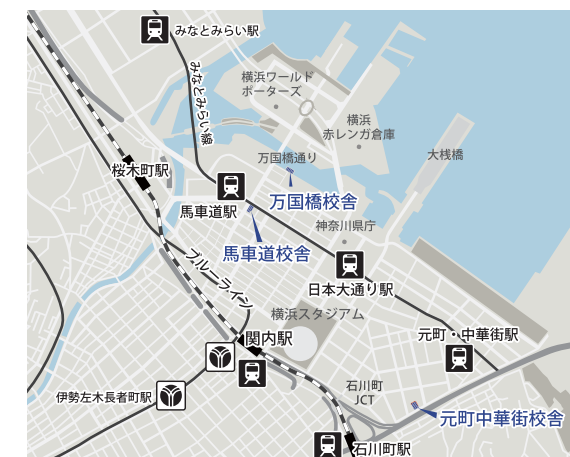 みなとみらい駅
みなとみらい線
横浜ワールド
ポーターズ
横浜
赤レンガ倉庫
万国橋通り
大桟橋
桜木町駅
万国橋校舎
馬車道駅
神奈川県庁
馬車道校舎
ブルーライン
日本大通り駅
横浜スタジアム
関内駅
元町・中華街駅
石川町
JCT
伊勢左木長者町駅
元町中華街校舎
石川町駅